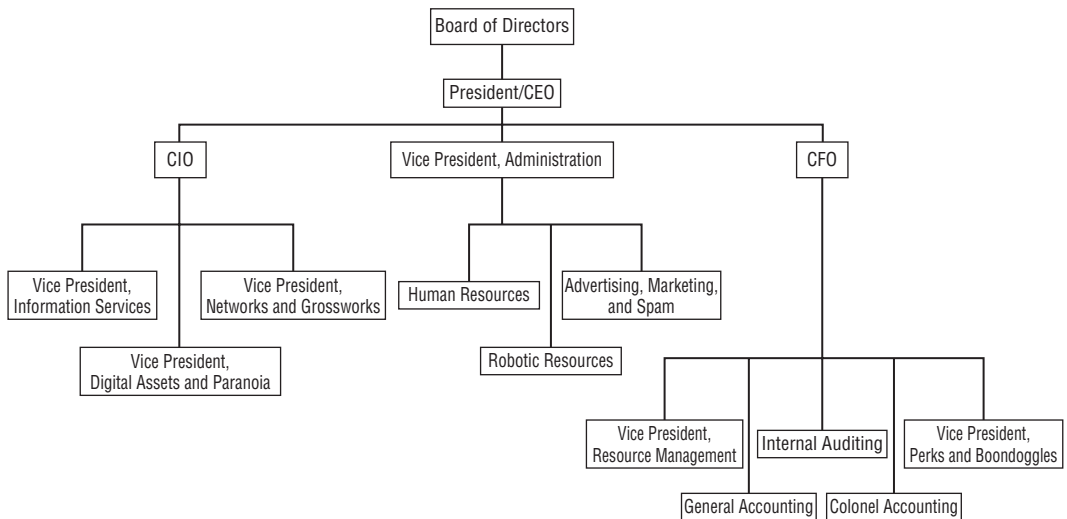 Board of Directors
President/CEO
CIO
Vice President, Administration
CFO
Vice President,
Information Services
Vice President,
Networks and Grossworks
Vice President,
Digital Assets and Paranoia
Human Resources
Advertising, Marketing,
and Spam
Robotic Resources
Vice President,
Resource Management
Internal Auditing
Vice President,
Perks and Boondoggles
General Accounting
Colonel Accounting